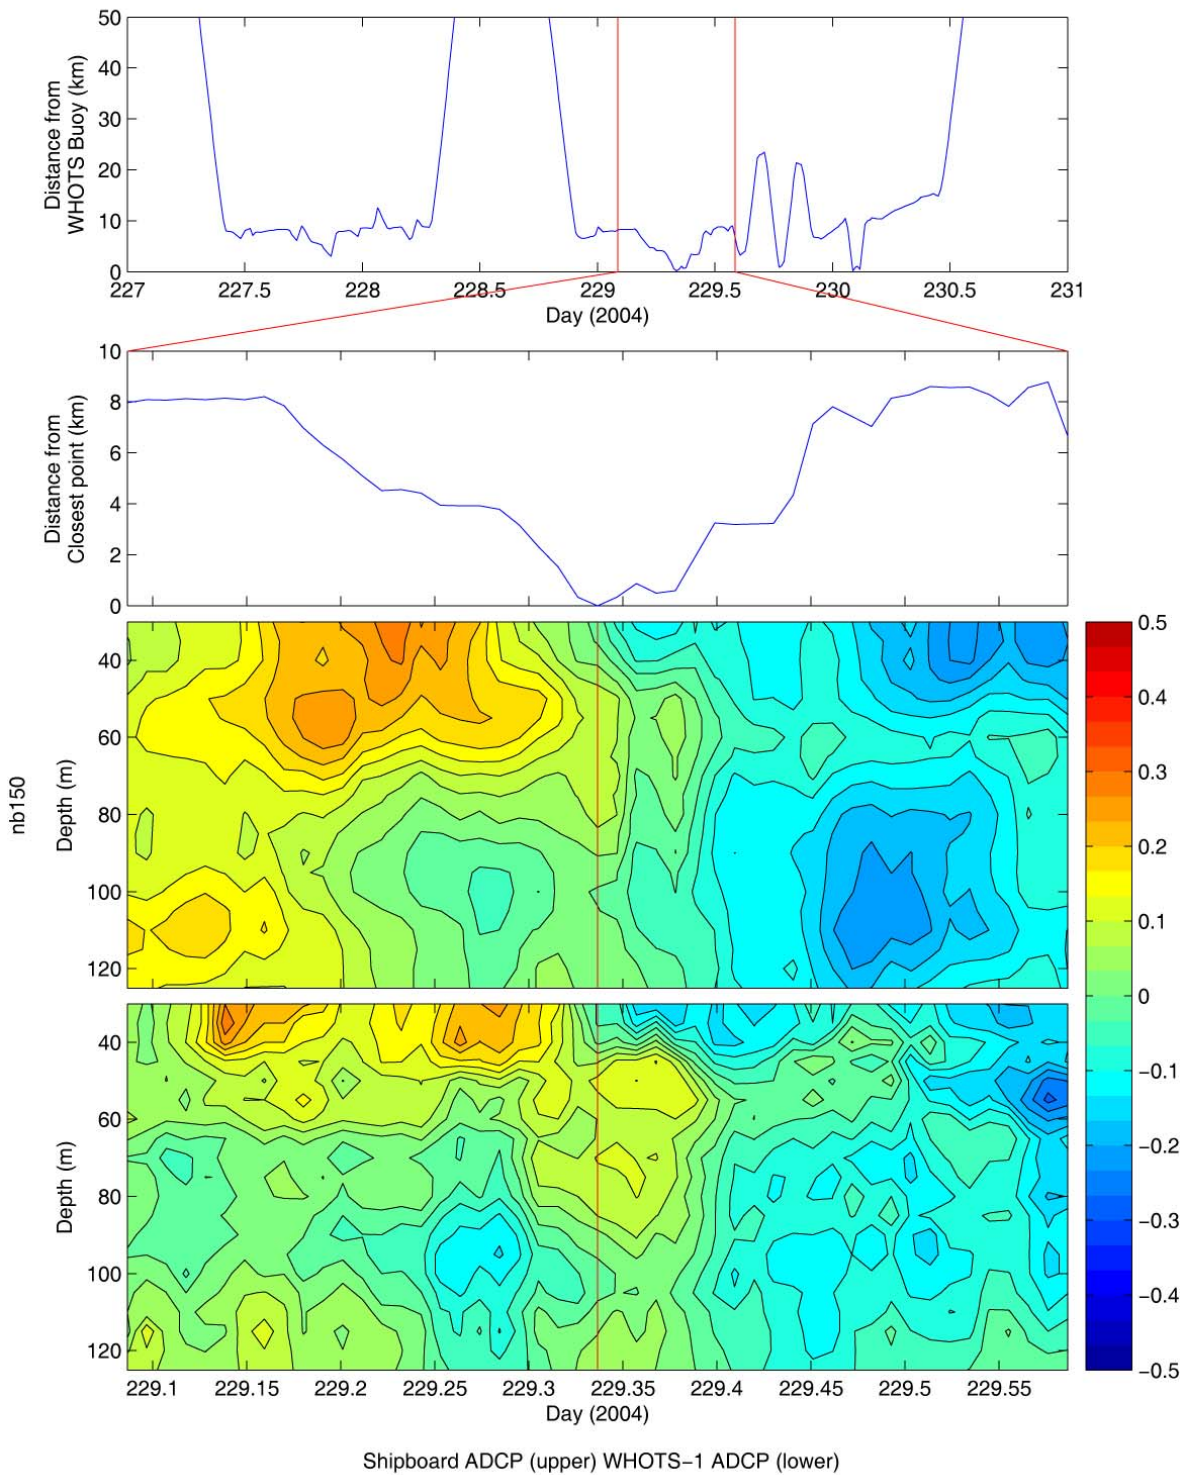 50
40
30
20
10
0
Distance from
WHOTS Buoy (km)
227 227.5 228 228.5 229 229.5 230 230.5 231
Day (2004)
10
8
6
4
2
0
Distance from
Closest point (km)
nb150
40
60
80
100
120
Depth (m)
0.5
0.4
0.3
0.2
0.1
0
−0.1
−0.2
−0.3
−0.4
−0.5
40
60
80
100
120
Depth (m)
229.1 229.15 229.2 229.25 229.3 229.35 229.4 229.45 229.5 229.55
Day (2004)
Shipboard ADCP (upper) WHOTS−1 ADCP (lower)